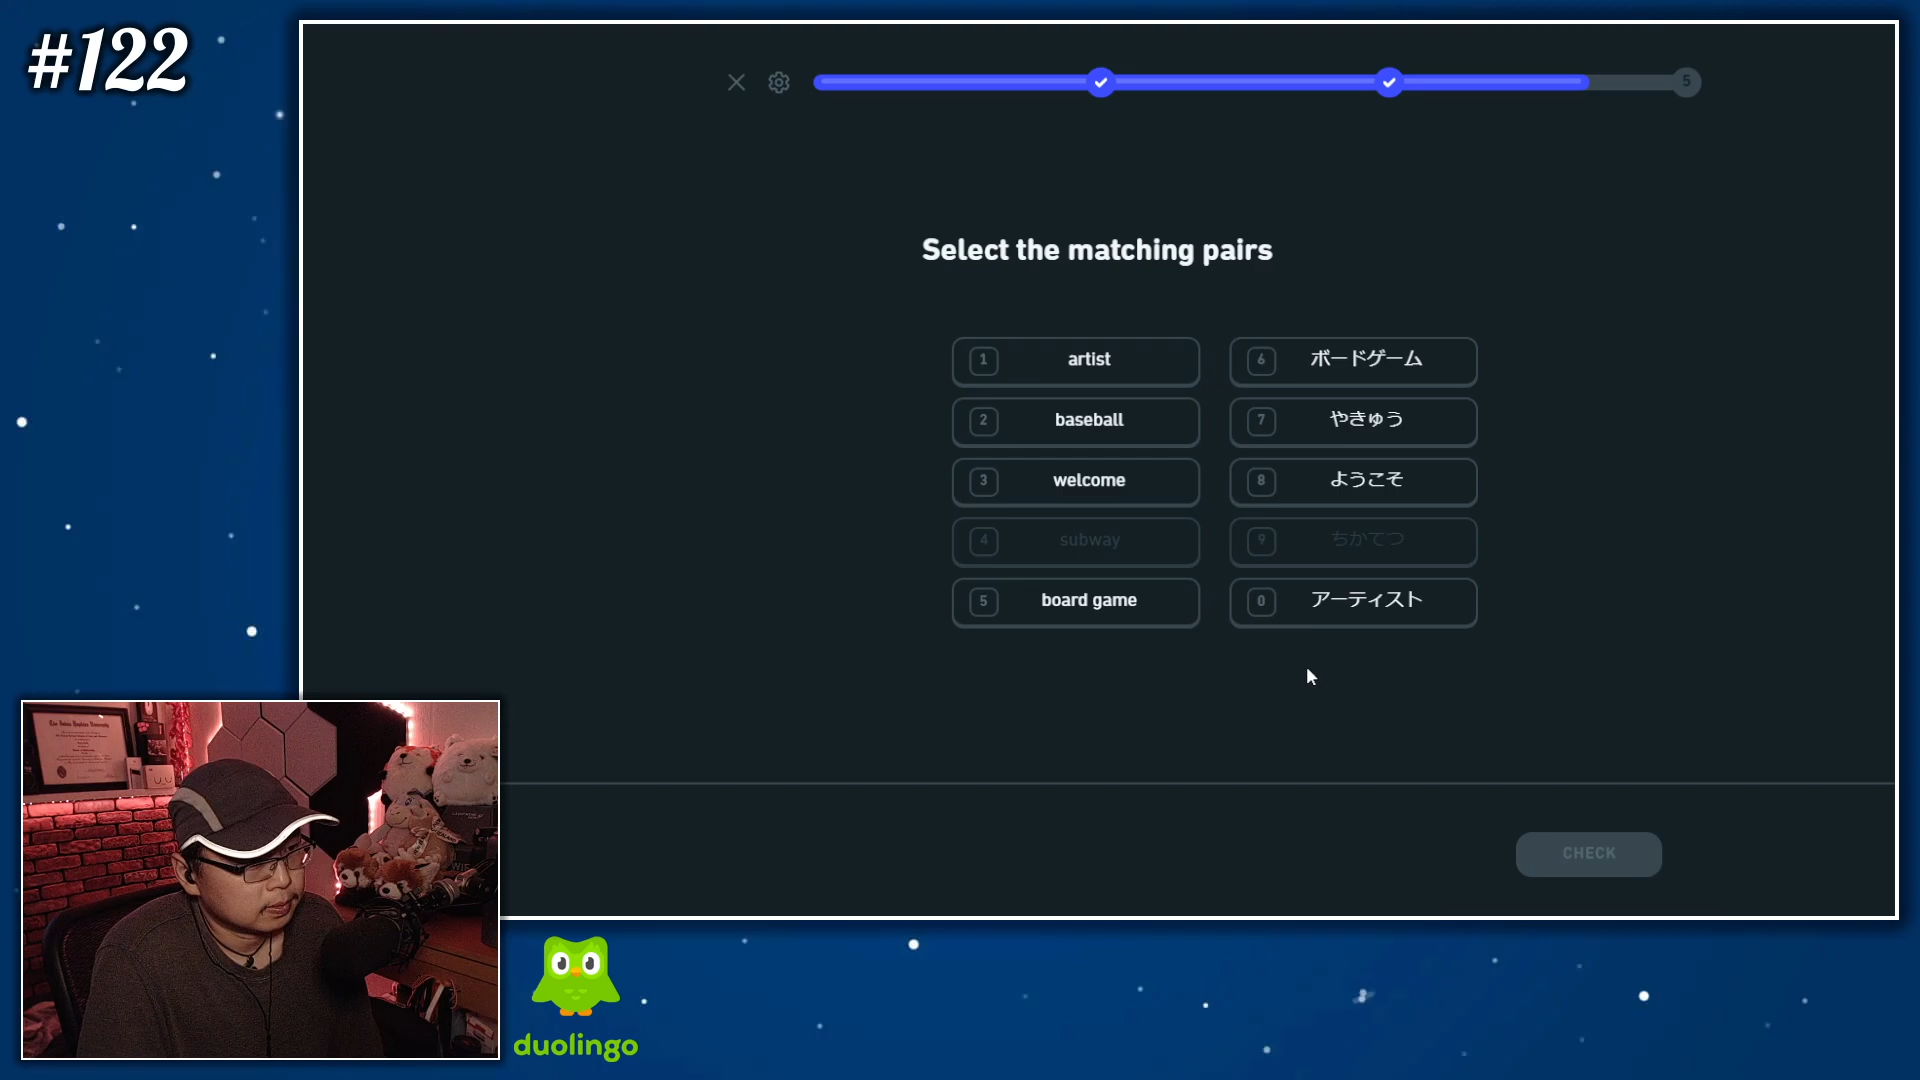 #122
5
Select the matching pairs
1 artist
6 ボードゲーム
2 baseball
7 やきゅう
3 welcome
8 ようこそ
4 subway
9 ちかてつ
5 board game
0 アーティスト
CHECK
duolingo